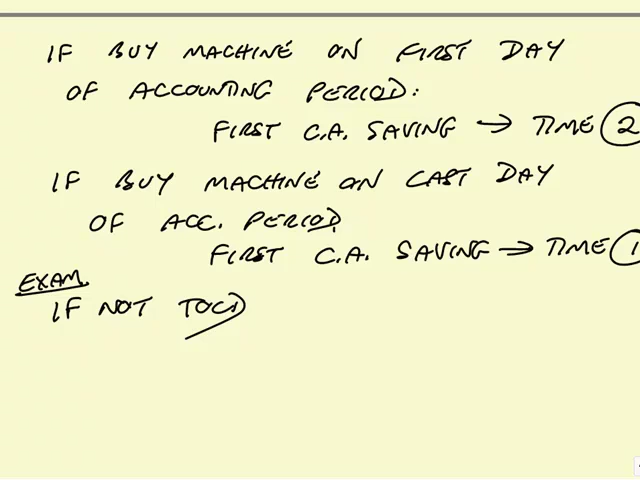 IF BUY MACHINE ON FIRST DAY
OF ACCOUNTING PERIOD:
FIRST C.A. SAVING → TIME 2
IF BUY MACHINE ON LAST DAY
OF ACC. PERIOD
FIRST C.A. SAVING → TIME 1
EXAM
IF NOT TOLD